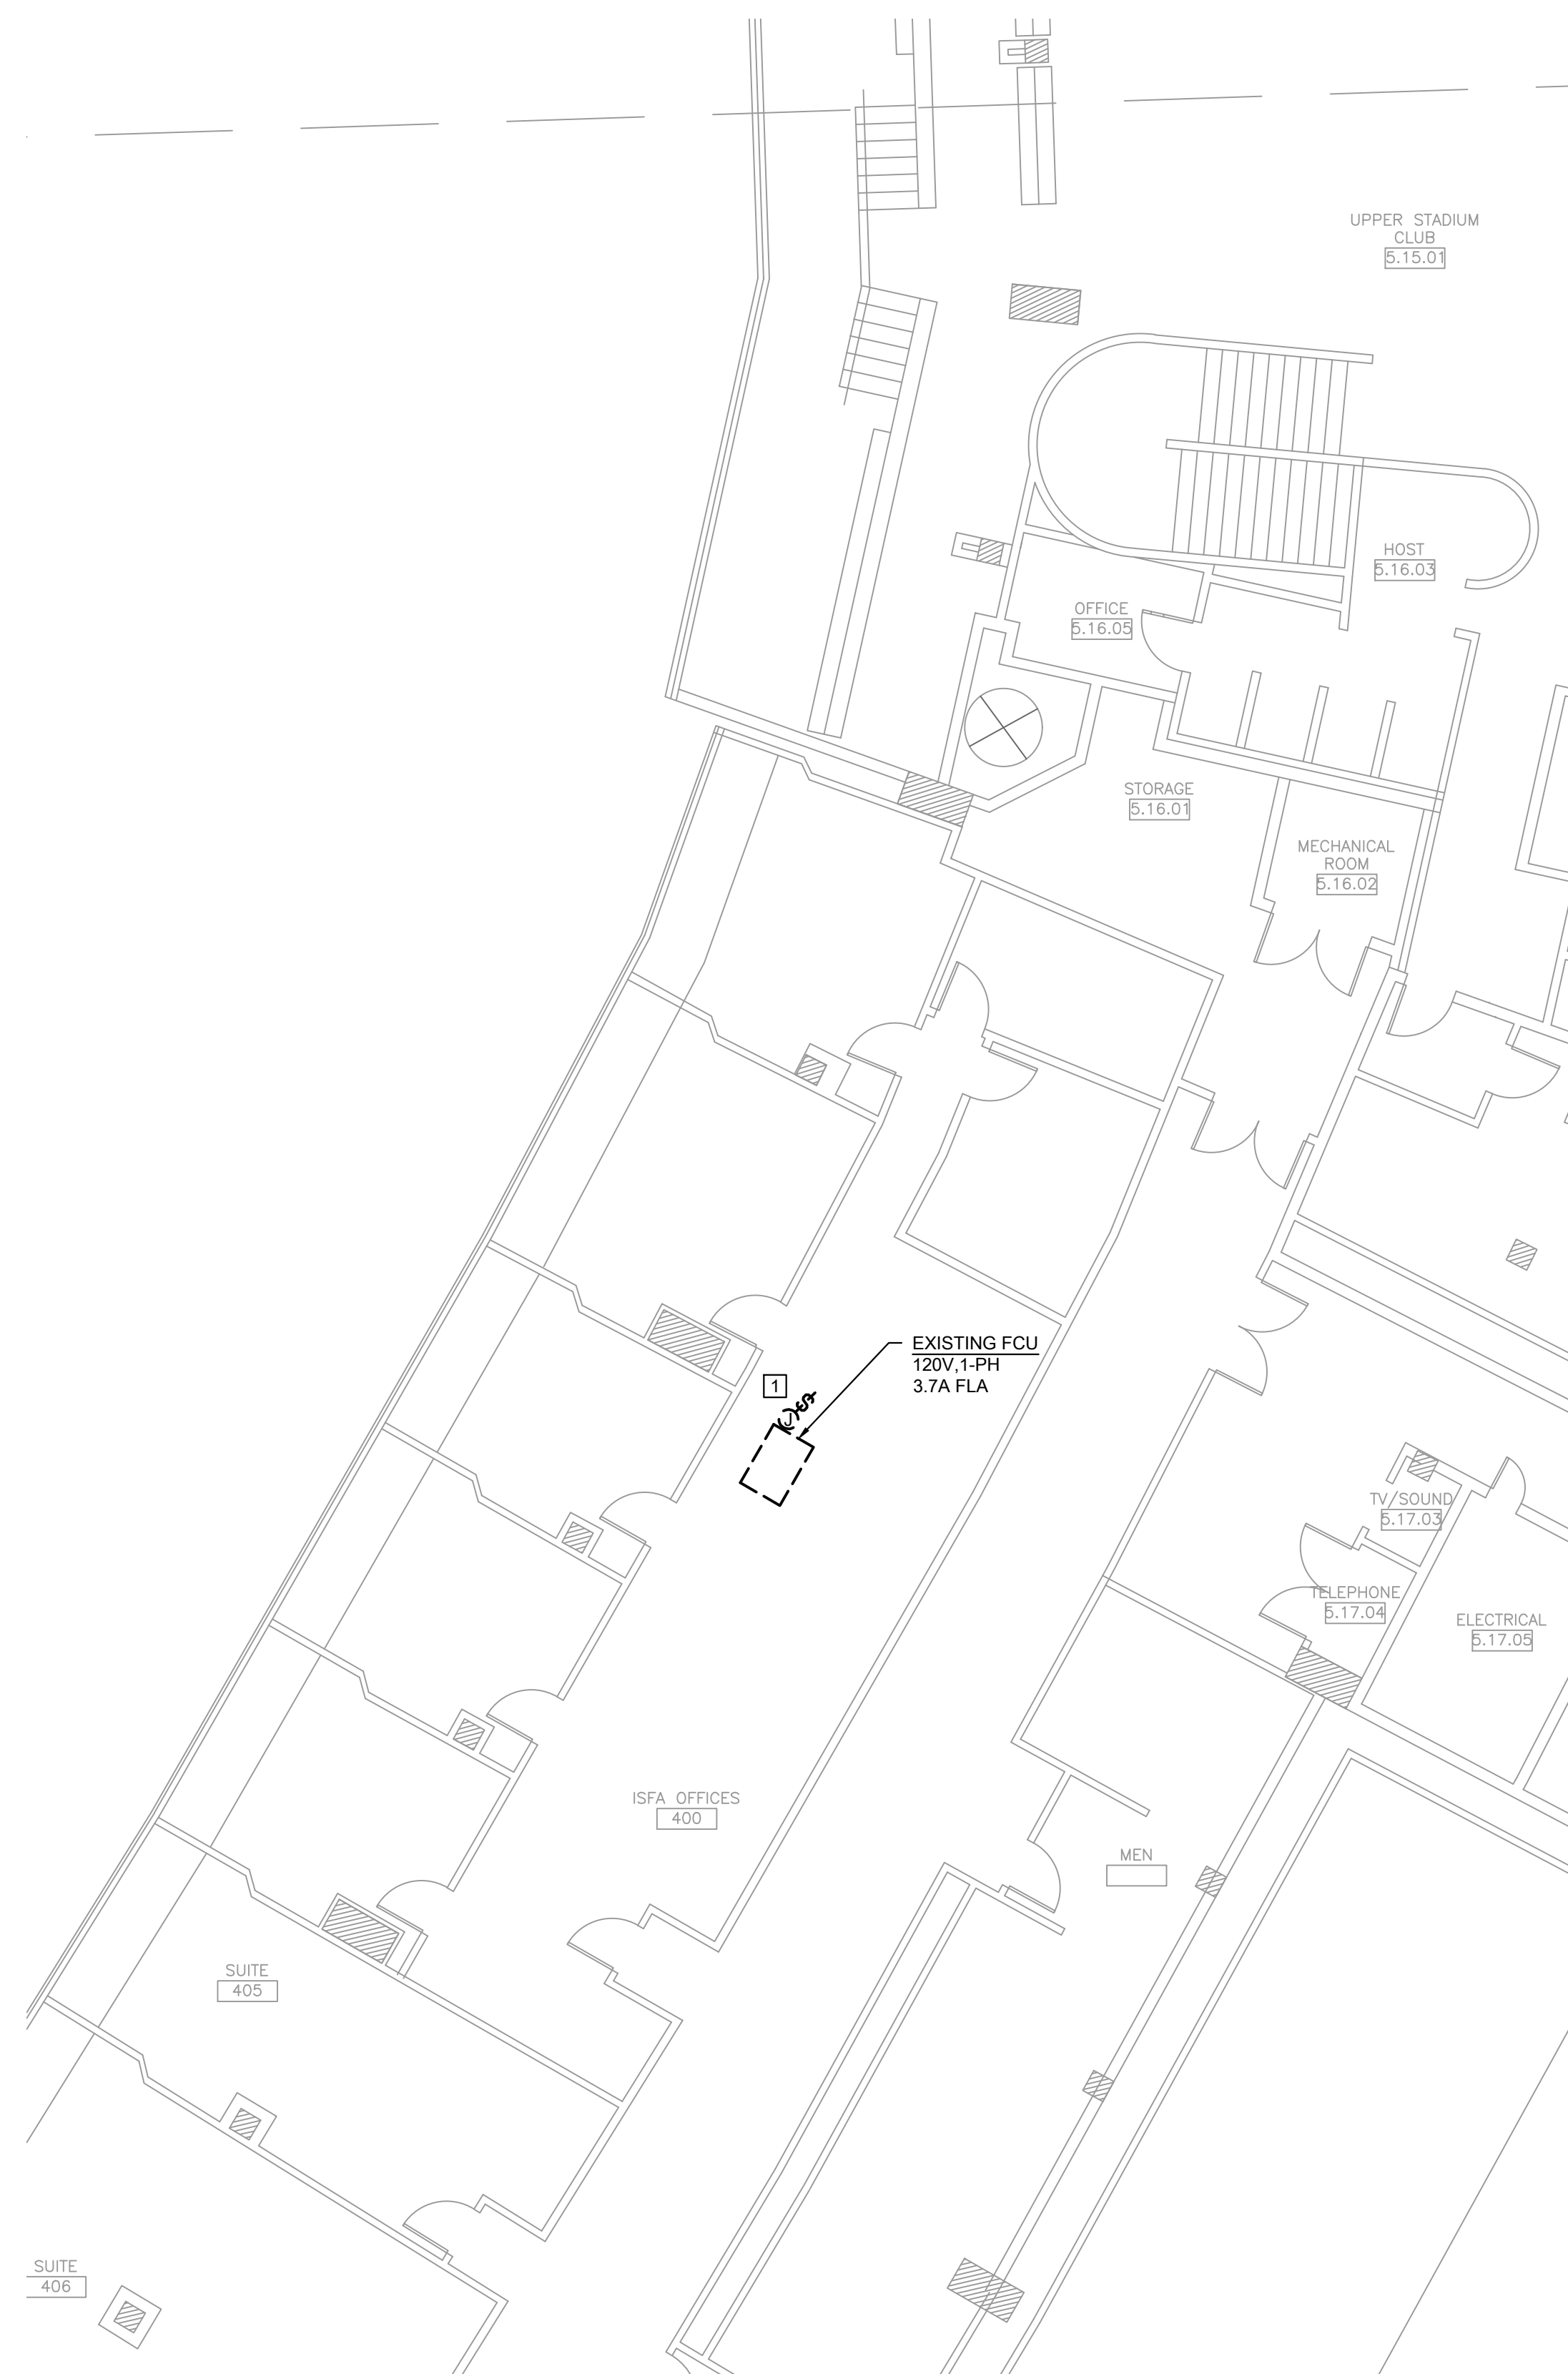 UPPER STADIUM
CLUB
5.15.01
HOST
5.16.03
OFFICE
5.16.05
STORAGE
5.16.01
MECHANICAL
ROOM
5.16.02
EXISTING FCU
120V,1-PH
3.7A FLA
1
J
TV/SOUND
5.17.03
TELEPHONE
5.17.04
ELECTRICAL
5.17.05
ISFA OFFICES
400
MEN
SUITE
405
SUITE
406